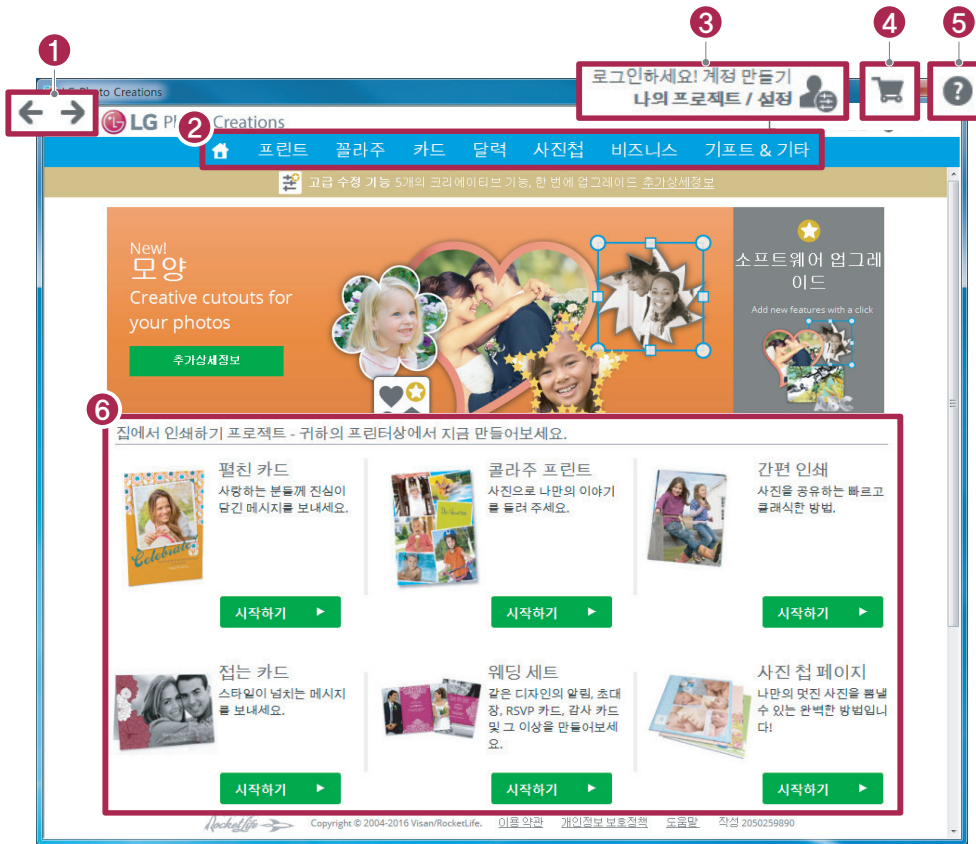 1
3
4
5
Photo Creations
로그인하세요! 계정 만들기
나의 프로젝트 / 설정
?
LG
Creations
2
프린트 꼴라주 카드 달력 사진첩 비즈니스 기프트 & 기타
고급 수정 기능 5개의 크리에이티브 기능, 한 번에 업그레이드 추가상세정보
New!
모양
Creative cutouts for
your photos
추가상세정보
소프트웨어 업그레
이드
Add new features with a click
ABC
6
집에서 인쇄하기 프로젝트 - 귀하의 프린터상에서 지금 만들어보세요.
펼친 카드
사랑하는 분들께 진심이
담긴 메시지를 보내세요.
Celebrate!
시작하기
콜라주 프린트
사진으로 나만의 이야기
를 들려 주세요.
시작하기
간편 인쇄
사진을 공유하는 빠르고
클래식한 방법.
시작하기
접는 카드
스타일이 넘치는 메시지
를 보내세요.
시작하기
웨딩 세트
같은 디자인의 알림, 초대
장, RSVP 카드, 감사 카드
및 그 이상을 만들어보세
요.
시작하기
사진 첩 페이지
나만의 멋진 사진을 뽐낼
수 있는 완벽한 방법입니
다!
시작하기
RocketLife Copyright © 2004-2016 Visan/RocketLife. 이용 약관 개인정보 보호정책 도움말 작성 2050259890